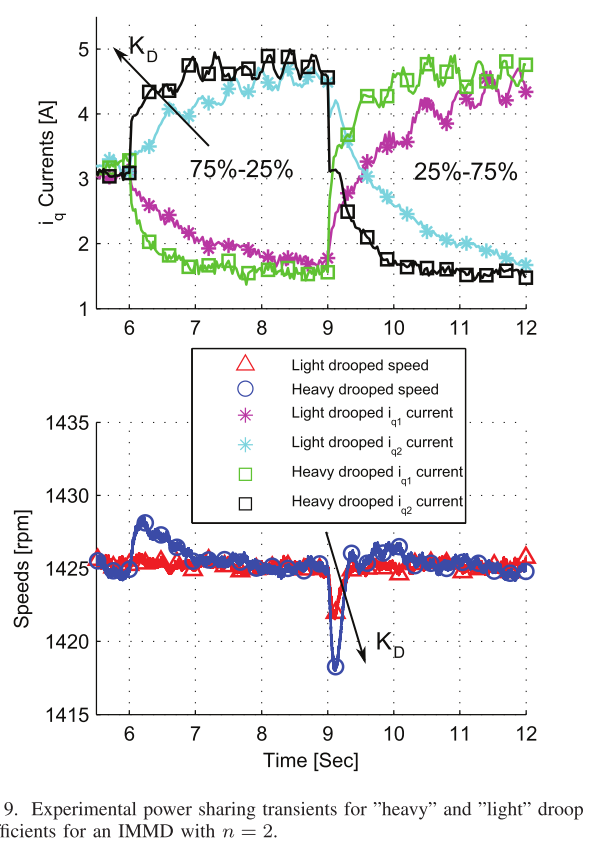 5
4
3
2
1
i_q Currents [A]
K_D
75%-25%
25%-75%
6 7 8 9 10 11 12
Light drooped speed
Heavy drooped speed
Light drooped i_q1 current
Light drooped i_q2 current
Heavy drooped i_q1 current
Heavy drooped i_q2 current
1435
1430
1425
1420
1415
Speeds [rpm]
K_D
6 7 8 9 10 11 12
Time [Sec]
9. Experimental power sharing transients for ”heavy” and ”light” droop
fficients for an IMMD with n = 2.